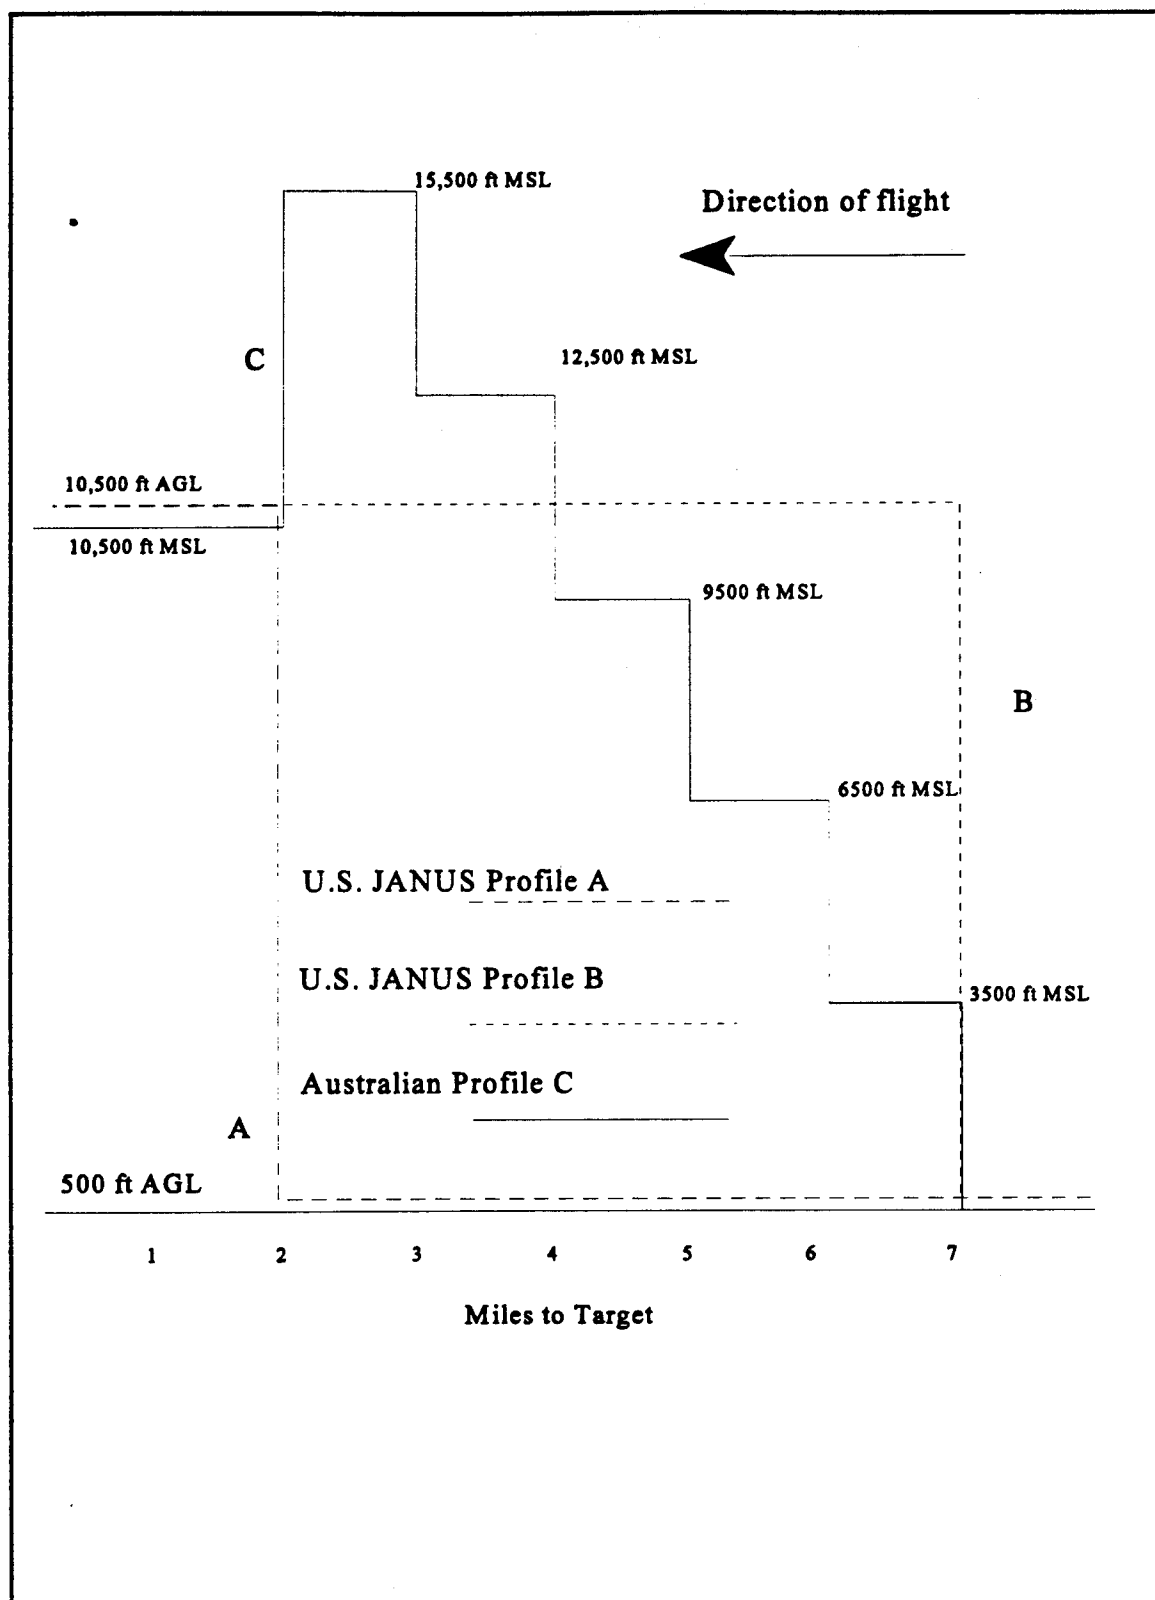 15,500 ft MSL
Direction of flight
C
12,500 ft MSL
10,500 ft AGL
10,500 ft MSL
9500 ft MSL
B
6500 ft MSL
U.S. JANUS Profile A
U.S. JANUS Profile B
3500 ft MSL
Australian Profile C
A
500 ft AGL
1 2 3 4 5 6 7
Miles to Target